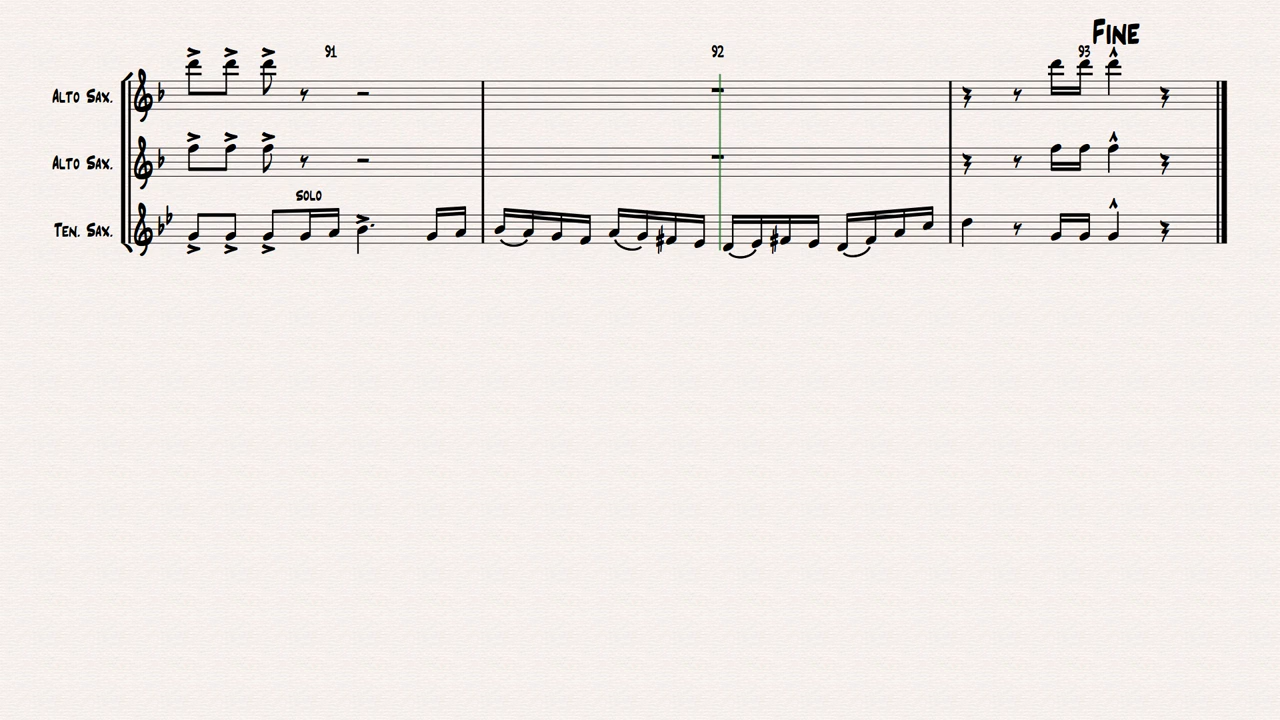 FINE
91 92 93
ALTO SAX.
ALTO SAX.
SOLO
TEN. SAX.